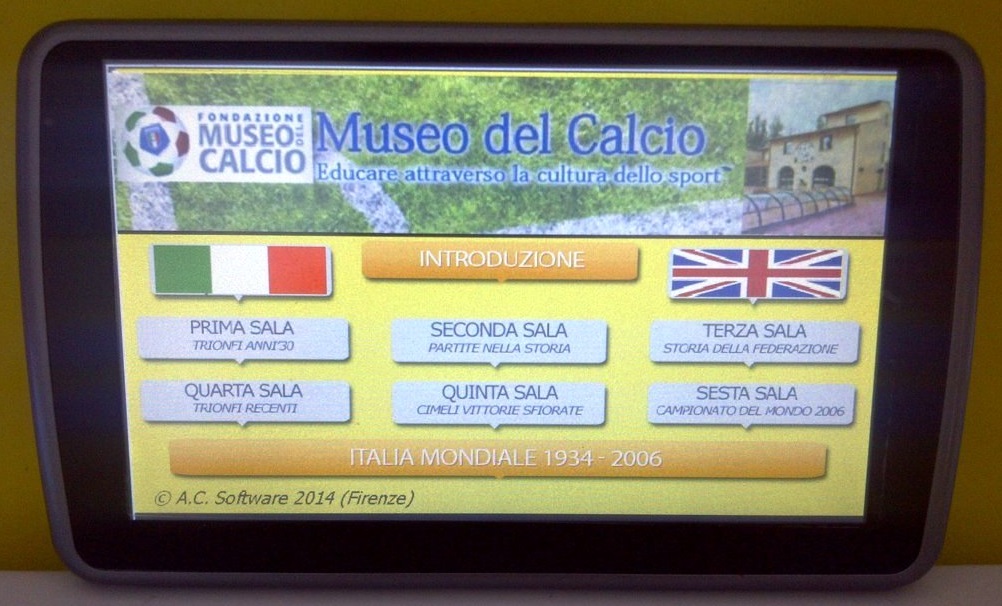 FONDAZIONE
MUSEO DEL
CALCIO
Museo del Calcio
Educare attraverso la cultura dello sport
INTRODUZIONE
PRIMA SALA
TRIONFI ANNI'30
SECONDA SALA
PARTITE NELLA STORIA
TERZA SALA
STORIA DELLA FEDERAZIONE
QUARTA SALA
TRIONFI RECENTI
QUINTA SALA
CIMELI VITTORIE SFIORATE
SESTA SALA
CAMPIONATO DEL MONDO 2006
ITALIA MONDIALE 1934 - 2006
© A.C. Software 2014 (Firenze)